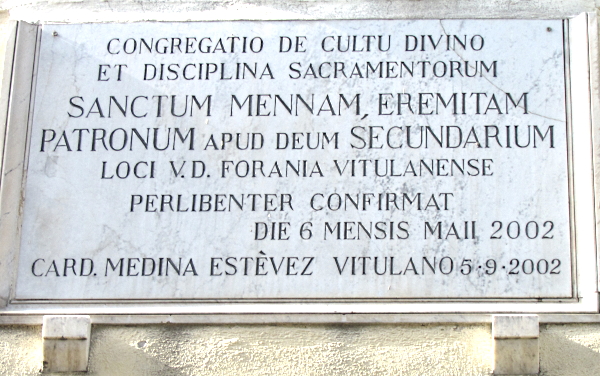 CONGREGATIO DE CULTU DIVINO
ET DISCIPLINA SACRAMENTORUM
SANCTUM MENNAM, EREMITAM
PATRONUM APUD DEUM SECUNDARIUM
LOCI V.D. FORANIA VITULANENSE
PERLIBENTER CONFIRMAT
DIE 6 MENSIS MAII 2002
CARD. MEDINA ESTÈVEZ VITULANO 5·9·2002